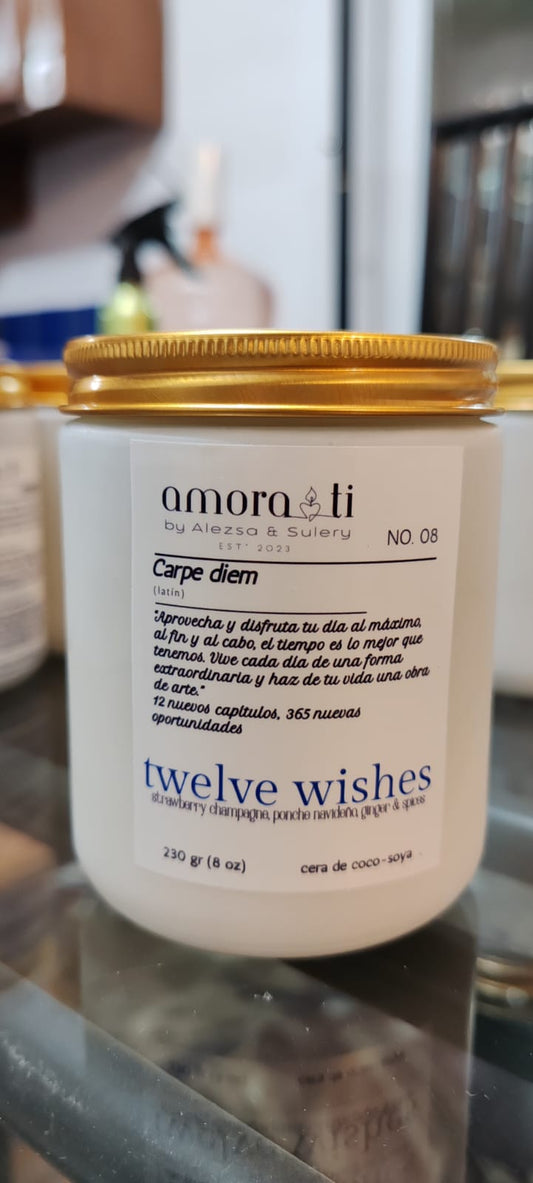 amora ti
by Alezsa & Sulery
EST· 2023
NO. 08
Carpe diem
(latín)
"Aprovecha y disfruta tu día al máximo,
al fin y al cabo, el tiempo es lo mejor que
tenemos. Vive cada día de una forma
extraordinaria y haz de tu vida una obra
de arte."
12 nuevos capítulos, 365 nuevas
oportunidades
twelve wishes
strawberry champagne, ponche navideño, ginger & spices
230 gr (8 oz)
cera de coco-soya